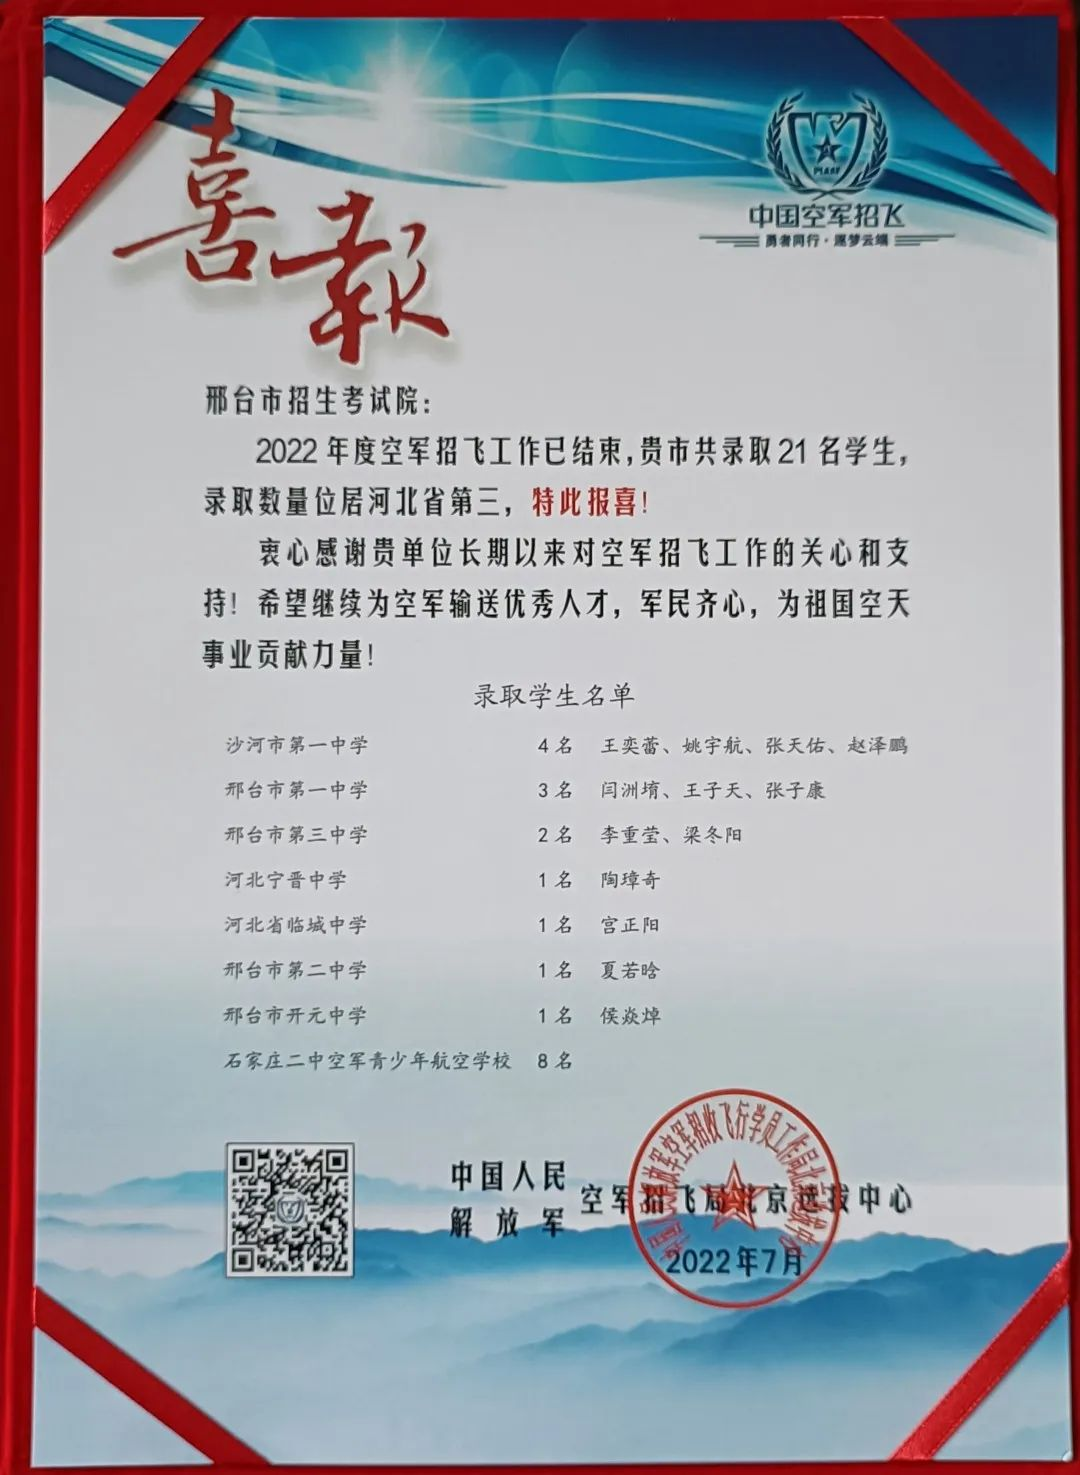 喜报
PLAAF
中国空军招飞
勇者同行·逐梦云端
邢台市招生考试院：
2022年度空军招飞工作已结束，贵市共录取21名学生，
录取数量位居河北省第三，特此报喜！
衷心感谢贵单位长期以来对空军招飞工作的关心和支
持！希望继续为空军输送优秀人才，军民齐心，为祖国空天
事业贡献力量！
录取学生名单
沙河市第一中学 4名 王奕蕾、姚宇航、张天佑、赵泽鹏
邢台市第一中学 3名 闫洲堉、王子天、张子康
邢台市第三中学 2名 李重莹、梁冬阳
河北宁晋中学 1名 陶璋奇
河北省临城中学 1名 宫正阳
邢台市第二中学 1名 夏若晗
邢台市开元中学 1名 侯焱焯
石家庄二中空军青少年航空学校 8名
中国人民
解放军
空军招飞局北京选拔中心
2022年7月